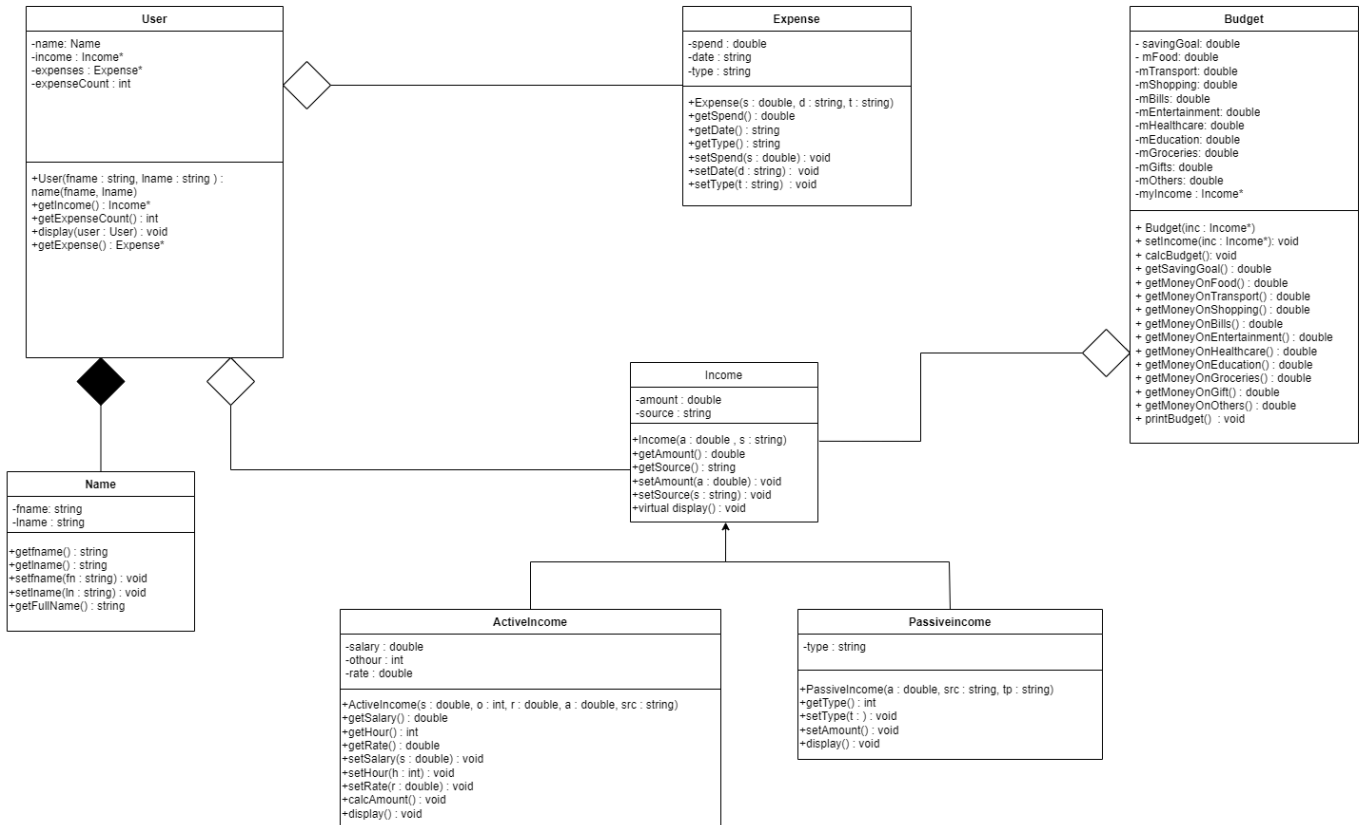 User
-name: Name
-income : Income*
-expenses : Expense*
-expenseCount : int
+User(fname : string, lname : string ) :
name(fname, lname)
+getIncome() : Income*
+getExpenseCount() : int
+display(user : User) : void
+getExpense() : Expense*
Expense
-spend : double
-date : string
-type : string
+Expense(s : double, d : string, t : string)
+getSpend() : double
+getDate() : string
+getType() : string
+setSpend(s : double) : void
+setDate(d : string) : void
+setType(t : string) : void
Budget
- savingGoal: double
- mFood: double
-mTransport: double
-mShopping: double
-mBills: double
-mEntertainment: double
-mHealthcare: double
-mEducation: double
-mGroceries: double
-mGifts: double
-mOthers: double
-myIncome : Income*
+ Budget(inc : Income*)
+ setIncome(inc : Income*): void
+ calcBudget(): void
+ getSavingGoal() : double
+ getMoneyOnFood() : double
+ getMoneyOnTransport() : double
+ getMoneyOnShopping() : double
+ getMoneyOnBills() : double
+ getMoneyOnEntertainment() : double
+ getMoneyOnHealthcare() : double
+ getMoneyOnEducation() : double
+ getMoneyOnGroceries() : double
+ getMoneyOnGift() : double
+ getMoneyOnOthers() : double
+ printBudget() : void
Income
-amount : double
-source : string
+Income(a : double , s : string)
+getAmount() : double
+getSource() : string
+setAmount(a : double) : void
+setSource(s : string) : void
+virtual display() : void
Name
-fname: string
-lname : string
+getfname() : string
+getlname() : string
+setfname(fn : string) : void
+setlname(ln : string) : void
+getFullName() : string
ActiveIncome
-salary : double
-othour : int
-rate : double
+ActiveIncome(s : double, o : int, r : double, a : double, src : string)
+getSalary() : double
+getHour() : int
+getRate() : double
+setSalary(s : double) : void
+setHour(h : int) : void
+setRate(r : double) : void
+calcAmount() : void
+display() : void
Passiveincome
-type : string
+PassiveIncome(a : double, src : string, tp : string)
+getType() : int
+setType(t : ) : void
+setAmount() : void
+display() : void